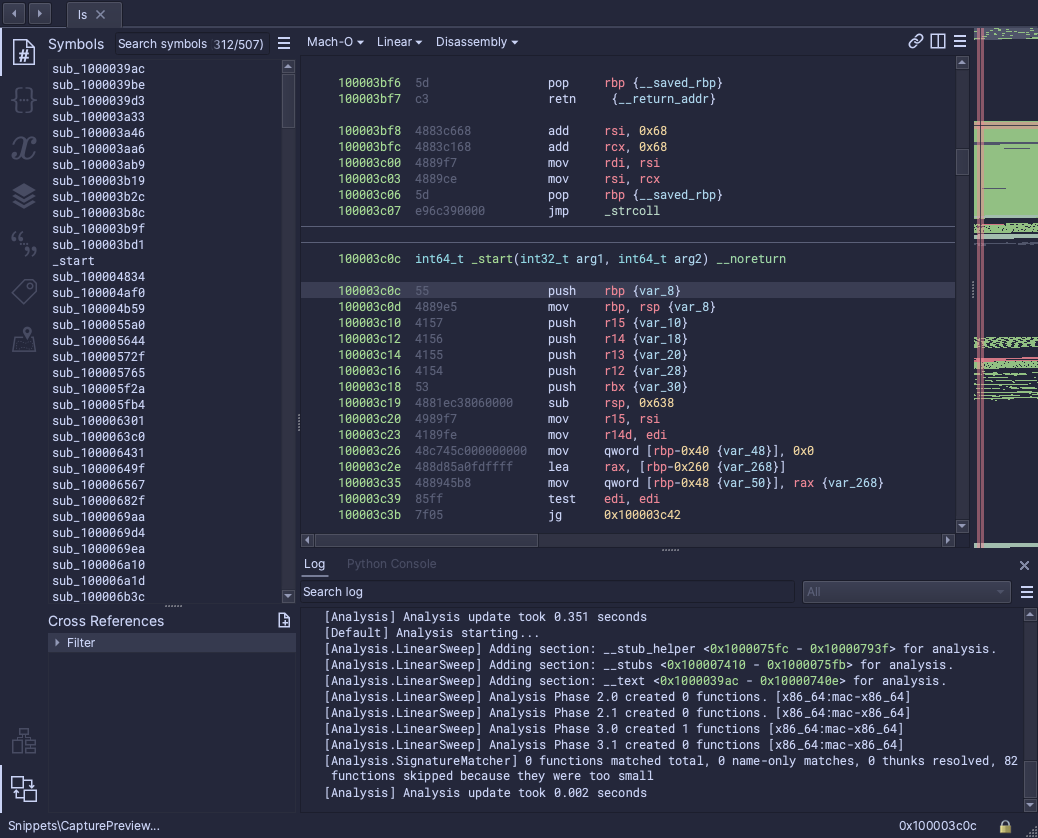 ls
Symbols Search symbols 312/507)
sub_1000039ac
sub_1000039be
sub_1000039d3
sub_100003a33
sub_100003a46
sub_100003aa6
sub_100003ab9
sub_100003b19
sub_100003b2c
sub_100003b8c
sub_100003b9f
sub_100003bd1
_start
sub_100004834
sub_100004af0
sub_100004b59
sub_1000055a0
sub_100005644
sub_10000572f
sub_100005765
sub_100005f2a
sub_100005fb4
sub_100006301
sub_1000063c0
sub_100006431
sub_10000649f
sub_100006567
sub_10000682f
sub_1000069aa
sub_1000069d4
sub_1000069ea
sub_100006a10
sub_100006a1d
sub_100006b3c
Cross References
Filter
Mach-O Linear Disassembly
100003bf6 5d pop rbp {__saved_rbp}
100003bf7 c3 retn {__return_addr}
100003bf8 4883c668 add rsi, 0x68
100003bfc 4883c168 add rcx, 0x68
100003c00 4889f7 mov rdi, rsi
100003c03 4889ce mov rsi, rcx
100003c06 5d pop rbp {__saved_rbp}
100003c07 e96c390000 jmp _strcoll
100003c0c int64_t _start(int32_t arg1, int64_t arg2) __noreturn
100003c0c 55 push rbp {var_8}
100003c0d 4889e5 mov rbp, rsp {var_8}
100003c10 4157 push r15 {var_10}
100003c12 4156 push r14 {var_18}
100003c14 4155 push r13 {var_20}
100003c16 4154 push r12 {var_28}
100003c18 53 push rbx {var_30}
100003c19 4881ec38060000 sub rsp, 0x638
100003c20 4989f7 mov r15, rsi
100003c23 4189fe mov r14d, edi
100003c26 48c745c000000000 mov qword [rbp-0x40 {var_48}], 0x0
100003c2e 488d85a0fdffff lea rax, [rbp-0x260 {var_268}]
100003c35 488945b8 mov qword [rbp-0x48 {var_50}], rax {var_268}
100003c39 85ff test edi, edi
100003c3b 7f05 jg 0x100003c42
Log Python Console
Search log All
[Analysis] Analysis update took 0.351 seconds
[Default] Analysis starting...
[Analysis.LinearSweep] Adding section: __stub_helper <0x1000075fc - 0x10000793f> for analysis.
[Analysis.LinearSweep] Adding section: __stubs <0x100007410 - 0x1000075fb> for analysis.
[Analysis.LinearSweep] Adding section: __text <0x1000039ac - 0x10000740e> for analysis.
[Analysis.LinearSweep] Analysis Phase 2.0 created 0 functions. [x86_64:mac-x86_64]
[Analysis.LinearSweep] Analysis Phase 2.1 created 0 functions. [x86_64:mac-x86_64]
[Analysis.LinearSweep] Analysis Phase 3.0 created 1 functions [x86_64:mac-x86_64]
[Analysis.LinearSweep] Analysis Phase 3.1 created 0 functions [x86_64:mac-x86_64]
[Analysis.SignatureMatcher] 0 functions matched total, 0 name-only matches, 0 thunks resolved, 82
functions skipped because they were too small
[Analysis] Analysis update took 0.002 seconds
Snippets\CapturePreview... 0x100003c0c